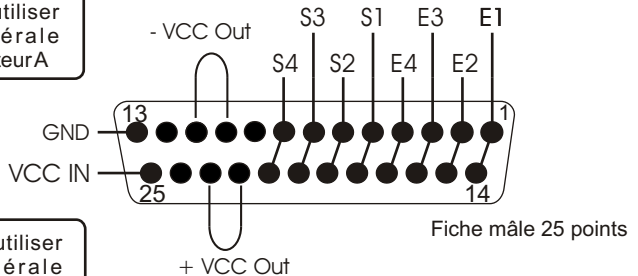 utiliser
érale
teur A
- VCC Out
S3 S1 E3 E1
S4 S2 E4 E2
13 1
GND
VCC IN
25 14
Fiche mâle 25 points
+ VCC Out
utiliser
érale